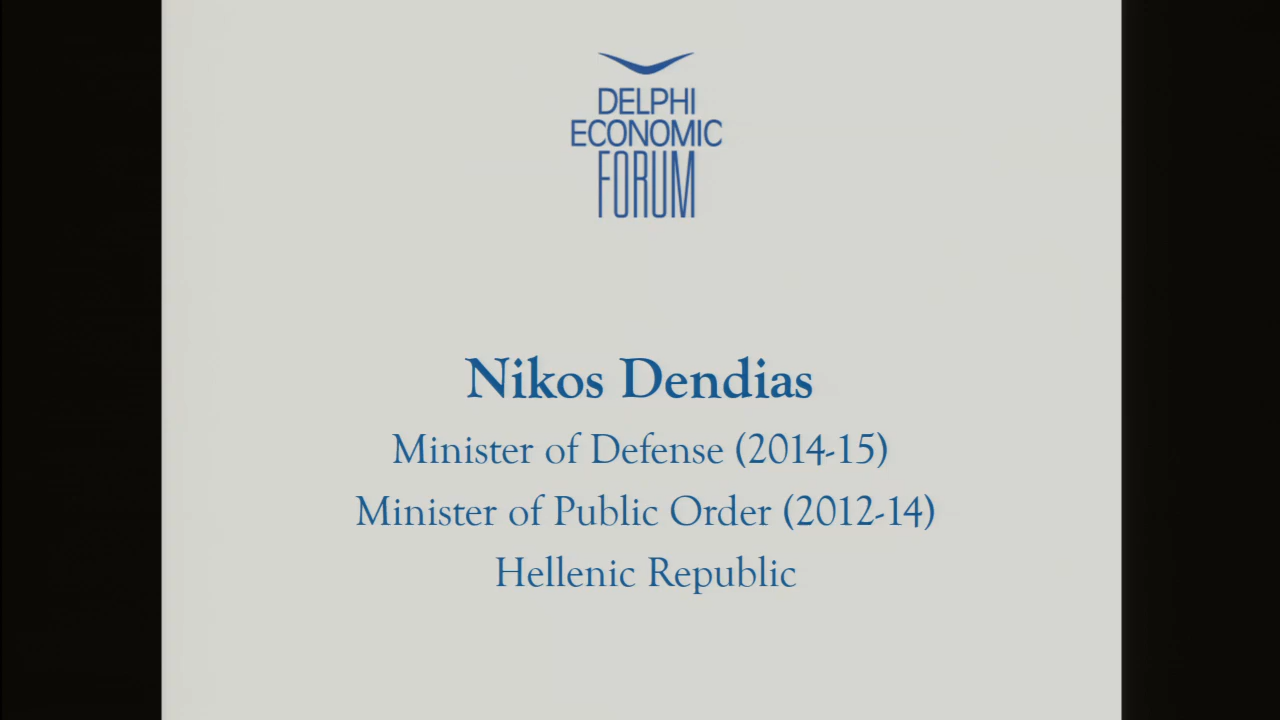 DELPHI
ECONOMIC
FORUM
Nikos Dendias
Minister of Defense (2014-15)
Minister of Public Order (2012-14)
Hellenic Republic